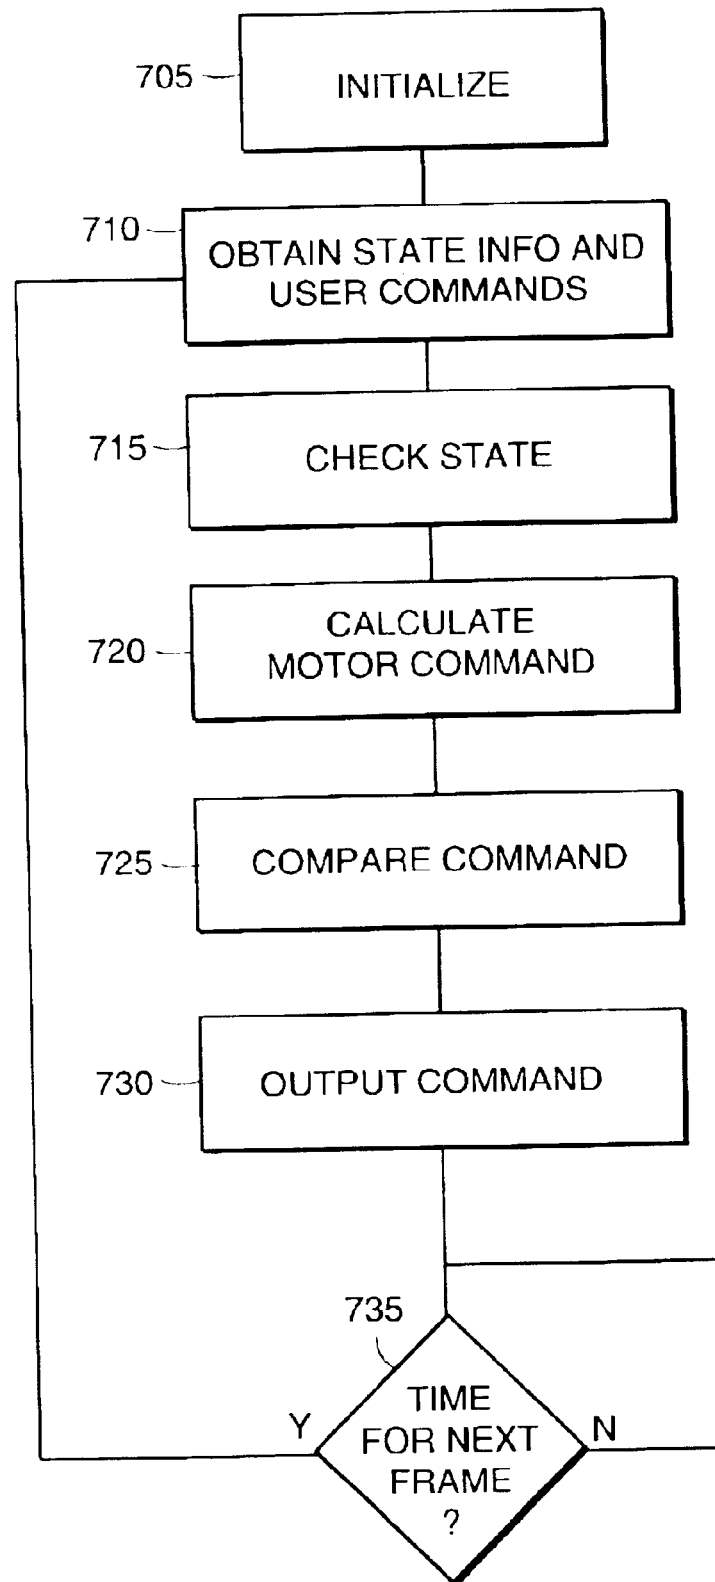 705
INITIALIZE
710
OBTAIN STATE INFO AND
USER COMMANDS
715
CHECK STATE
720
CALCULATE
MOTOR COMMAND
725
COMPARE COMMAND
730
OUTPUT COMMAND
735
TIME
FOR NEXT
FRAME
?
Y
N